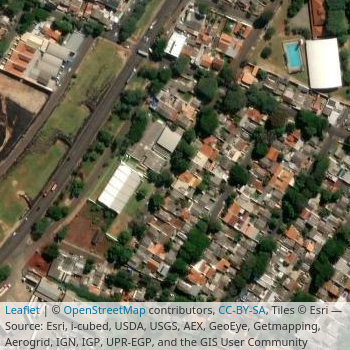 Leaflet | © OpenStreetMap contributors, CC-BY-SA, Tiles © Esri —
Source: Esri, i-cubed, USDA, USGS, AEX, GeoEye, Getmapping,
Aerogrid, IGN, IGP, UPR-EGP, and the GIS User Community